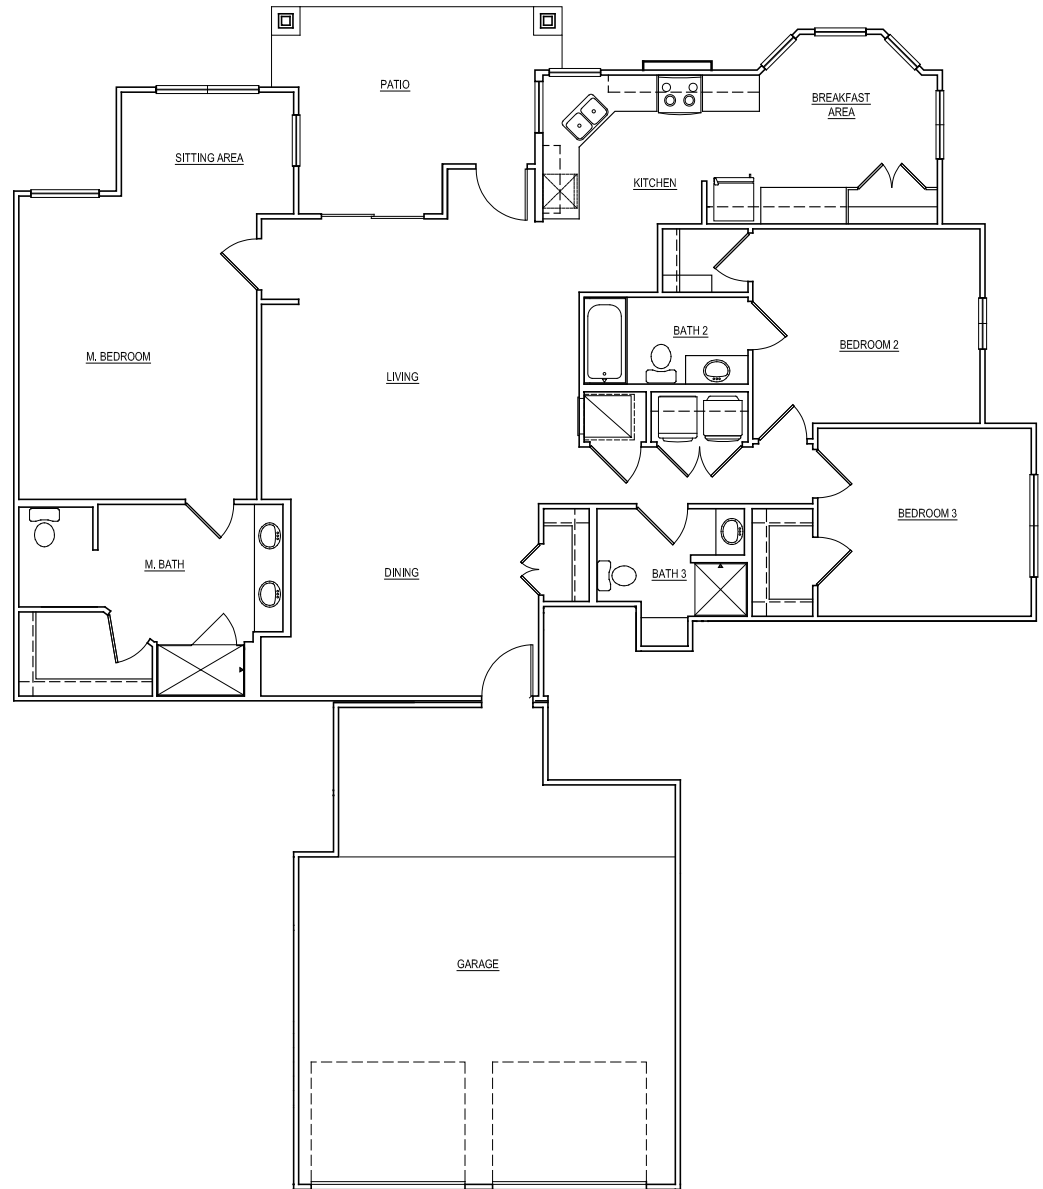 PATIO
BREAKFAST
AREA
SITTING AREA
KITCHEN
BATH 2
BEDROOM 2
M. BEDROOM
LIVING
BEDROOM 3
M. BATH
DINING
BATH 3
GARAGE